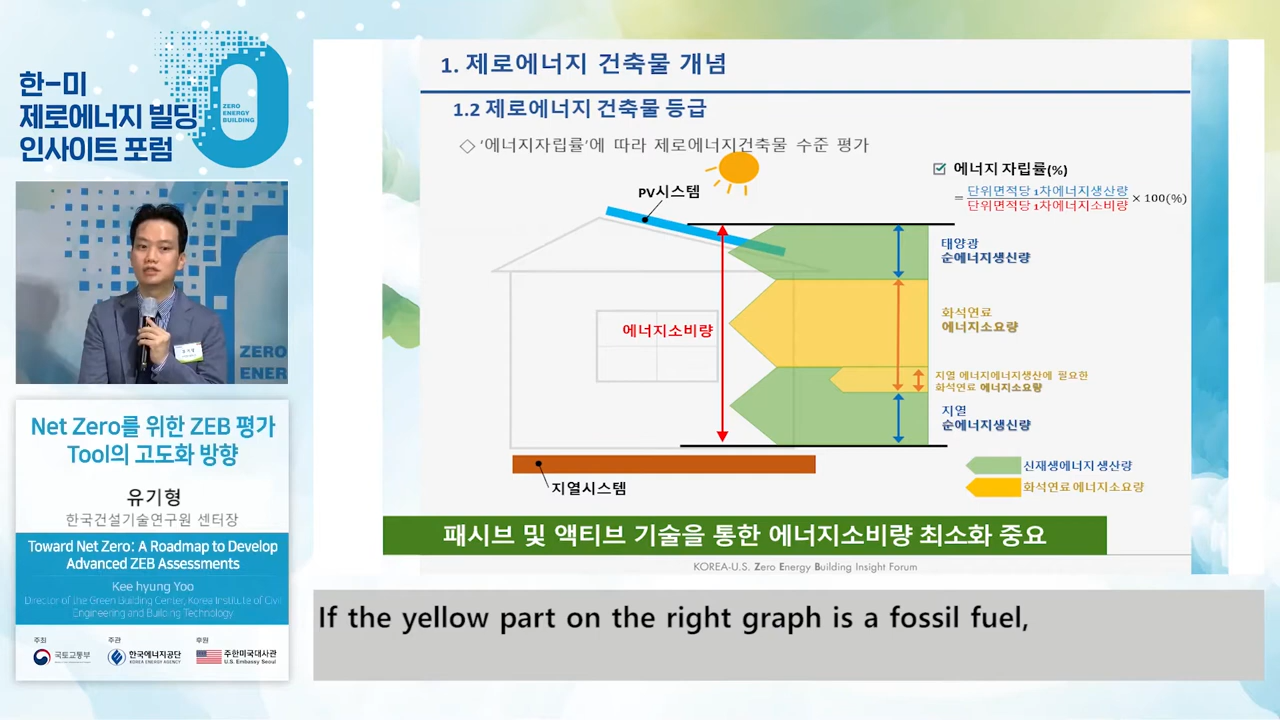 한-미
제로에너지 빌딩
인사이트 포럼
ZERO
ENERGY
BUILDING
ZERO
ENER
Net Zero를 위한 ZEB 평가
Tool의 고도화 방향
유기형
한국건설기술연구원 센터장
Toward Net Zero: A Roadmap to Develop
Advanced ZEB Assessments
Kee hyung Yoo
Director of the Green Building Center, Korea Institute of Civil
Engineering and Building Technology
주최
주관
후원
국토교통부
한국에너지공단
KOREA ENERGY AGENCY
주한미국대사관
U.S. Embassy Seoul
1. 제로에너지 건축물 개념
1.2 제로에너지 건축물 등급
◇ '에너지자립률'에 따라 제로에너지건축물 수준 평가
에너지 자립률(%)
= 단위면적당 1차에너지생산량
단위면적당 1차에너지소비량 × 100(%)
PV시스템
에너지소비량
태양광
순에너지생신량
화석연료
에너지소요량
지열 에너지에너지생산에 필요한
화석연료 에너지소요량
지열
순에너지생신량
신재생에너지 생산량
화석연료 에너지소요량
지열시스템
패시브 및 액티브 기술을 통한 에너지소비량 최소화 중요
KOREA-U.S. Zero Energy Building Insight Forum
If the yellow part on the right graph is a fossil fuel,